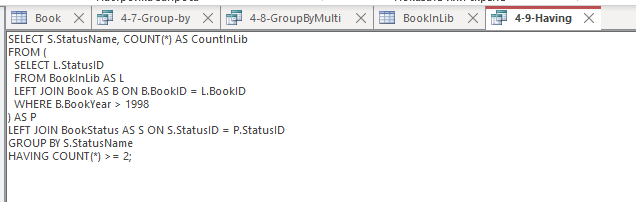 Book
4-7-Group-by
4-8-GroupByMulti
BookInLib
4-9-Having
SELECT S.StatusName, COUNT(*) AS CountInLib
FROM (
SELECT L.StatusID
FROM BookInLib AS L
LEFT JOIN Book AS B ON B.BookID = L.BookID
WHERE B.BookYear > 1998
) AS P
LEFT JOIN BookStatus AS S ON S.StatusID = P.StatusID
GROUP BY S.StatusName
HAVING COUNT(*) >= 2;